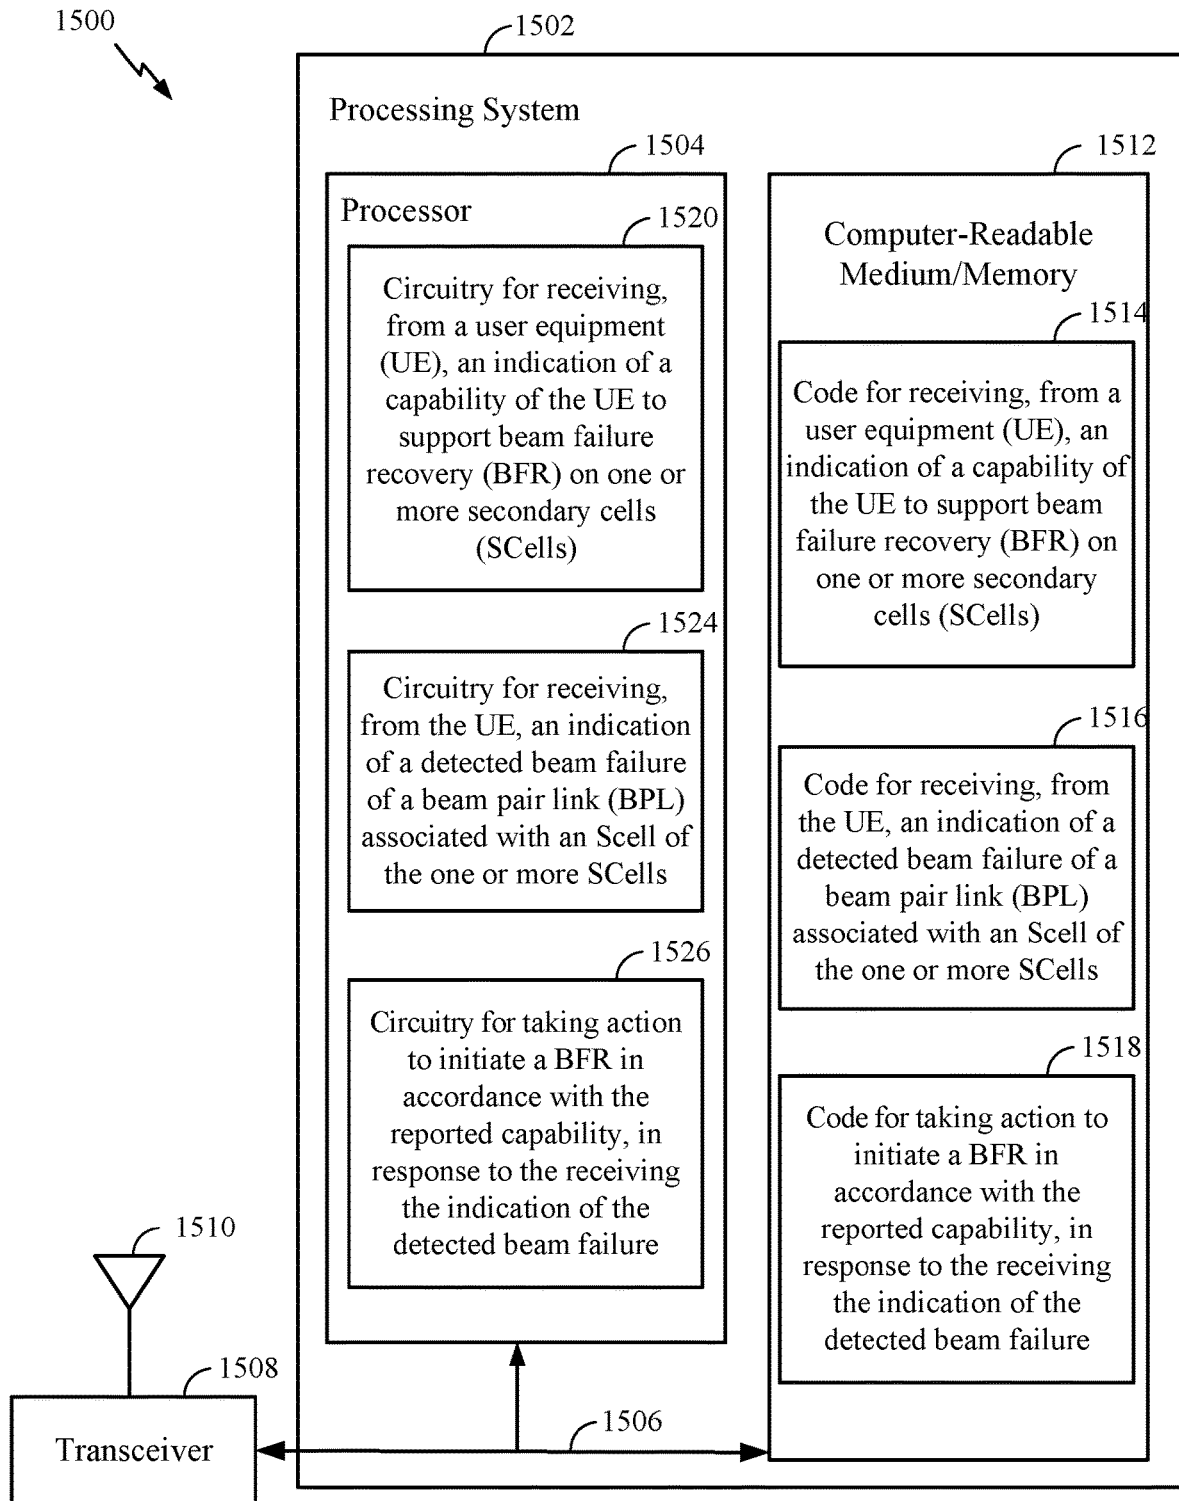 1500
1502
Processing System
1504
Processor
1520
Circuitry for receiving,
from a user equipment
(UE), an indication of a
capability of the UE to
support beam failure
recovery (BFR) on one or
more secondary cells
(SCells)
1524
Circuitry for receiving,
from the UE, an indication
of a detected beam failure
of a beam pair link (BPL)
associated with an Scell of
the one or more SCells
1526
Circuitry for taking action
to initiate a BFR in
accordance with the
reported capability, in
response to the receiving
the indication of the
detected beam failure
1512
Computer-Readable
Medium/Memory
1514
Code for receiving, from a
user equipment (UE), an
indication of a capability of
the UE to support beam
failure recovery (BFR) on
one or more secondary
cells (SCells)
1516
Code for receiving, from
the UE, an indication of a
detected beam failure of a
beam pair link (BPL)
associated with an Scell of
the one or more SCells
1518
Code for taking action to
initiate a BFR in
accordance with the
reported capability, in
response to the receiving
the indication of the
detected beam failure
1510
1508
Transceiver
1506